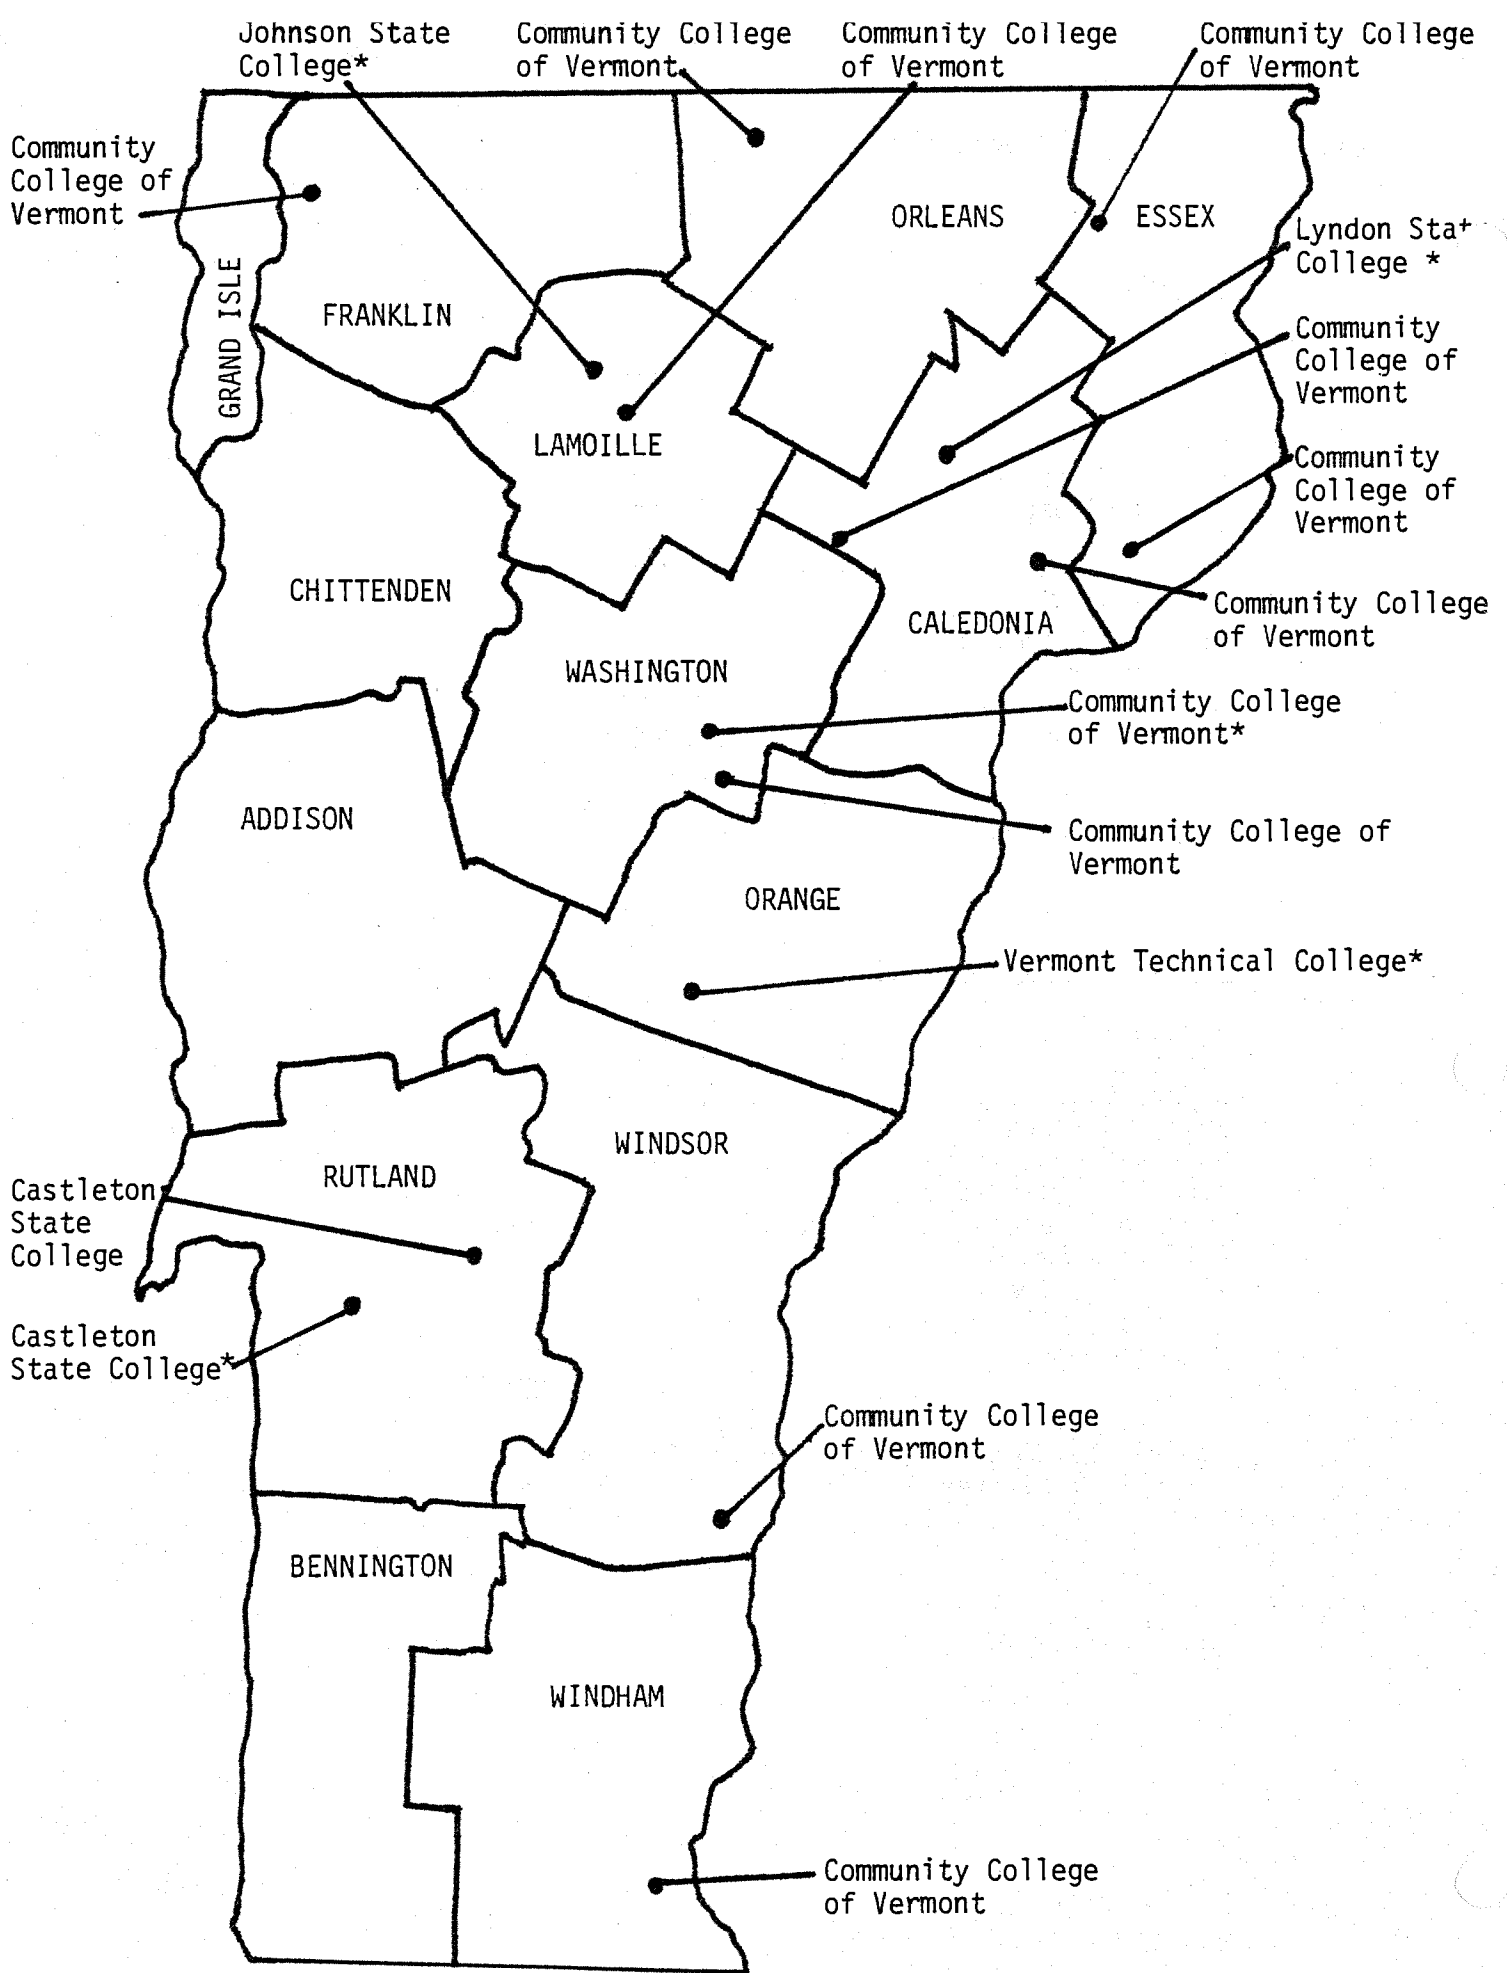 Johnson State
College*
Community College
of Vermont
Community College
of Vermont
Community College
of Vermont
Community
College of
Vermont
ORLEANS
ESSEX
Lyndon Sta
College *
GRAND ISLE
FRANKLIN
Community
College of
Vermont
LAMOILLE
Community
College of
Vermont
CHITTENDEN
Community College
of Vermont
CALEDONIA
WASHINGTON
Community College
of Vermont*
ADDISON
Community College of
Vermont
ORANGE
Vermont Technical College*
WINDSOR
RUTLAND
Castleton
State
College
Castleton
State College*
Community College
of Vermont
BENNINGTON
WINDHAM
Community College
of Vermont